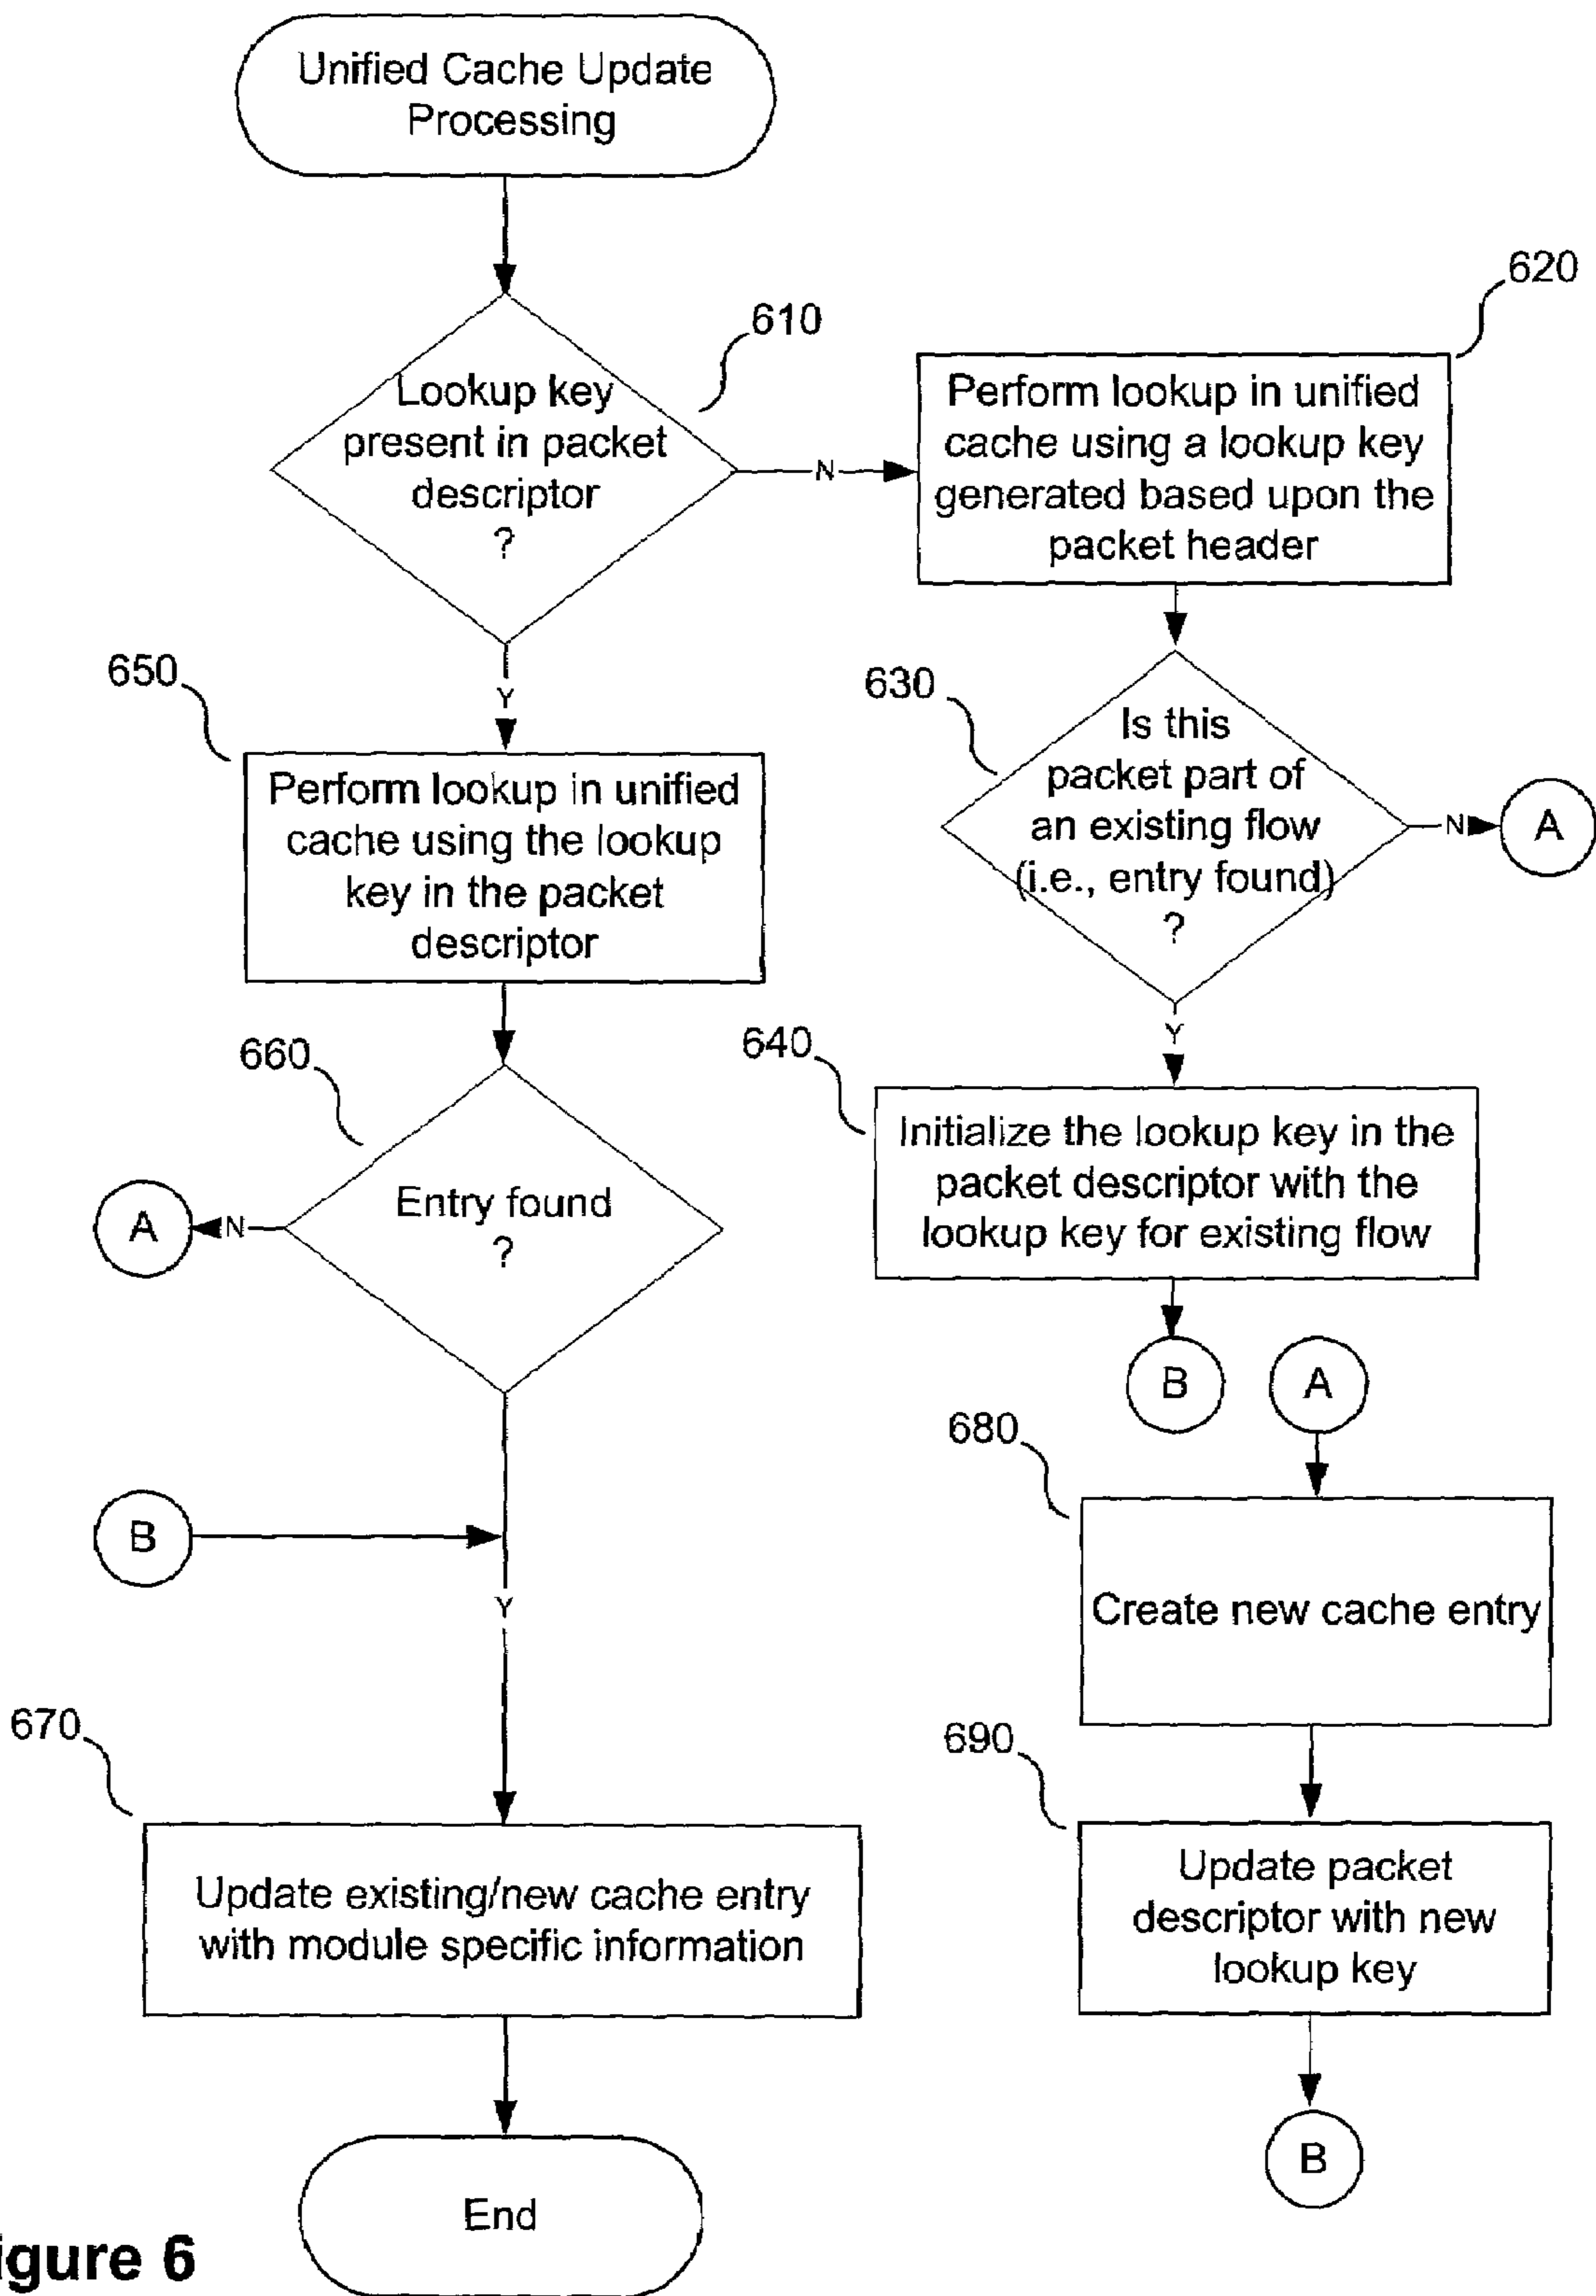 Unified Cache Update
Processing
610
Lookup key
present in packet
descriptor
?
N
620
Perform lookup in unified
cache using a lookup key
generated based upon the
packet header
Y
650
Perform lookup in unified
cache using the lookup
key in the packet
descriptor
630
Is this
packet part of
an existing flow
(i.e., entry found)
?
N
A
Y
660
Entry found
?
N
A
640
Initialize the lookup key in the
packet descriptor with the
lookup key for existing flow
B
A
B
Y
680
Create new cache entry
670
Update existing/new cache entry
with module specific information
690
Update packet
descriptor with new
lookup key
B
End
igure 6